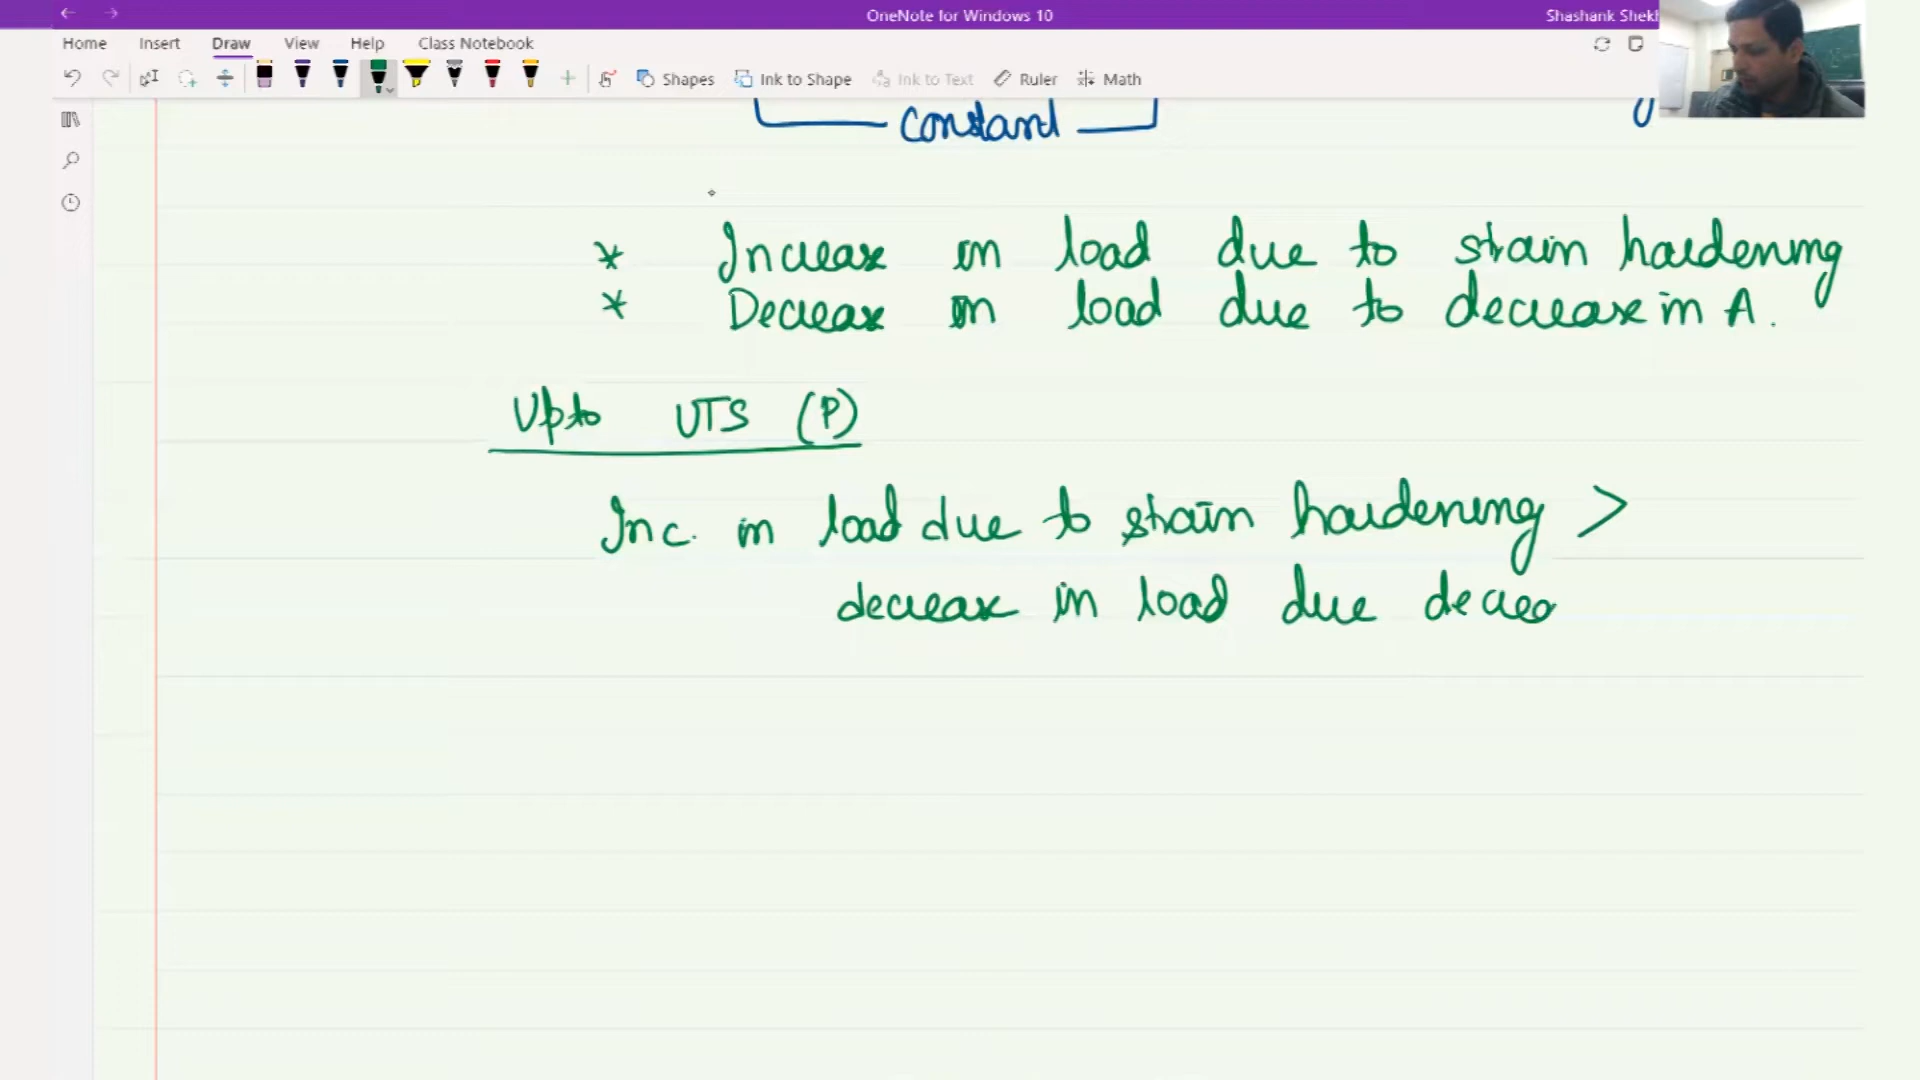 OneNote for Windows 10
Shashank Shekh
Home Insert Draw View Help Class Notebook
Shapes Ink to Shape Ink to Text Ruler Math
constant
* Increase in load due to strain hardening
* Decrease in load due to decrease in A.
Upto UTS (P)
Inc. in load due to strain hardening >
decrease in load due decrea